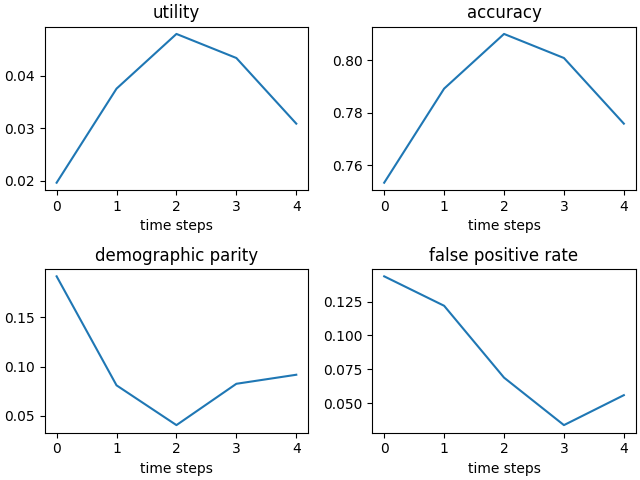 utility
accuracy
0.04
0.03
0.02
0 1 2 3 4
time steps
0.80
0.78
0.76
0 1 2 3 4
time steps
demographic parity
false positive rate
0.15
0.10
0.05
0 1 2 3 4
time steps
0.125
0.100
0.075
0.050
0 1 2 3 4
time steps